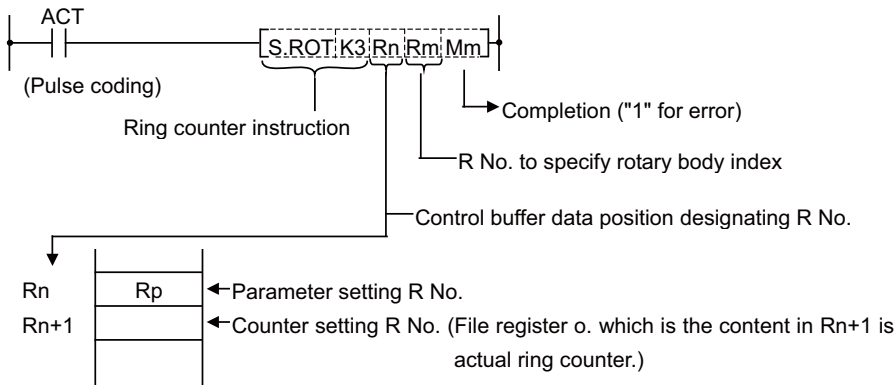 ACT
S.ROT K3 Rn Rm Mm
(Pulse coding)
Completion ("1" for error)
Ring counter instruction
R No. to specify rotary body index
Control buffer data position designating R No.
Rn Rp Parameter setting R No.
Rn+1 Counter setting R No. (File register o. which is the content in Rn+1 is
actual ring counter.)